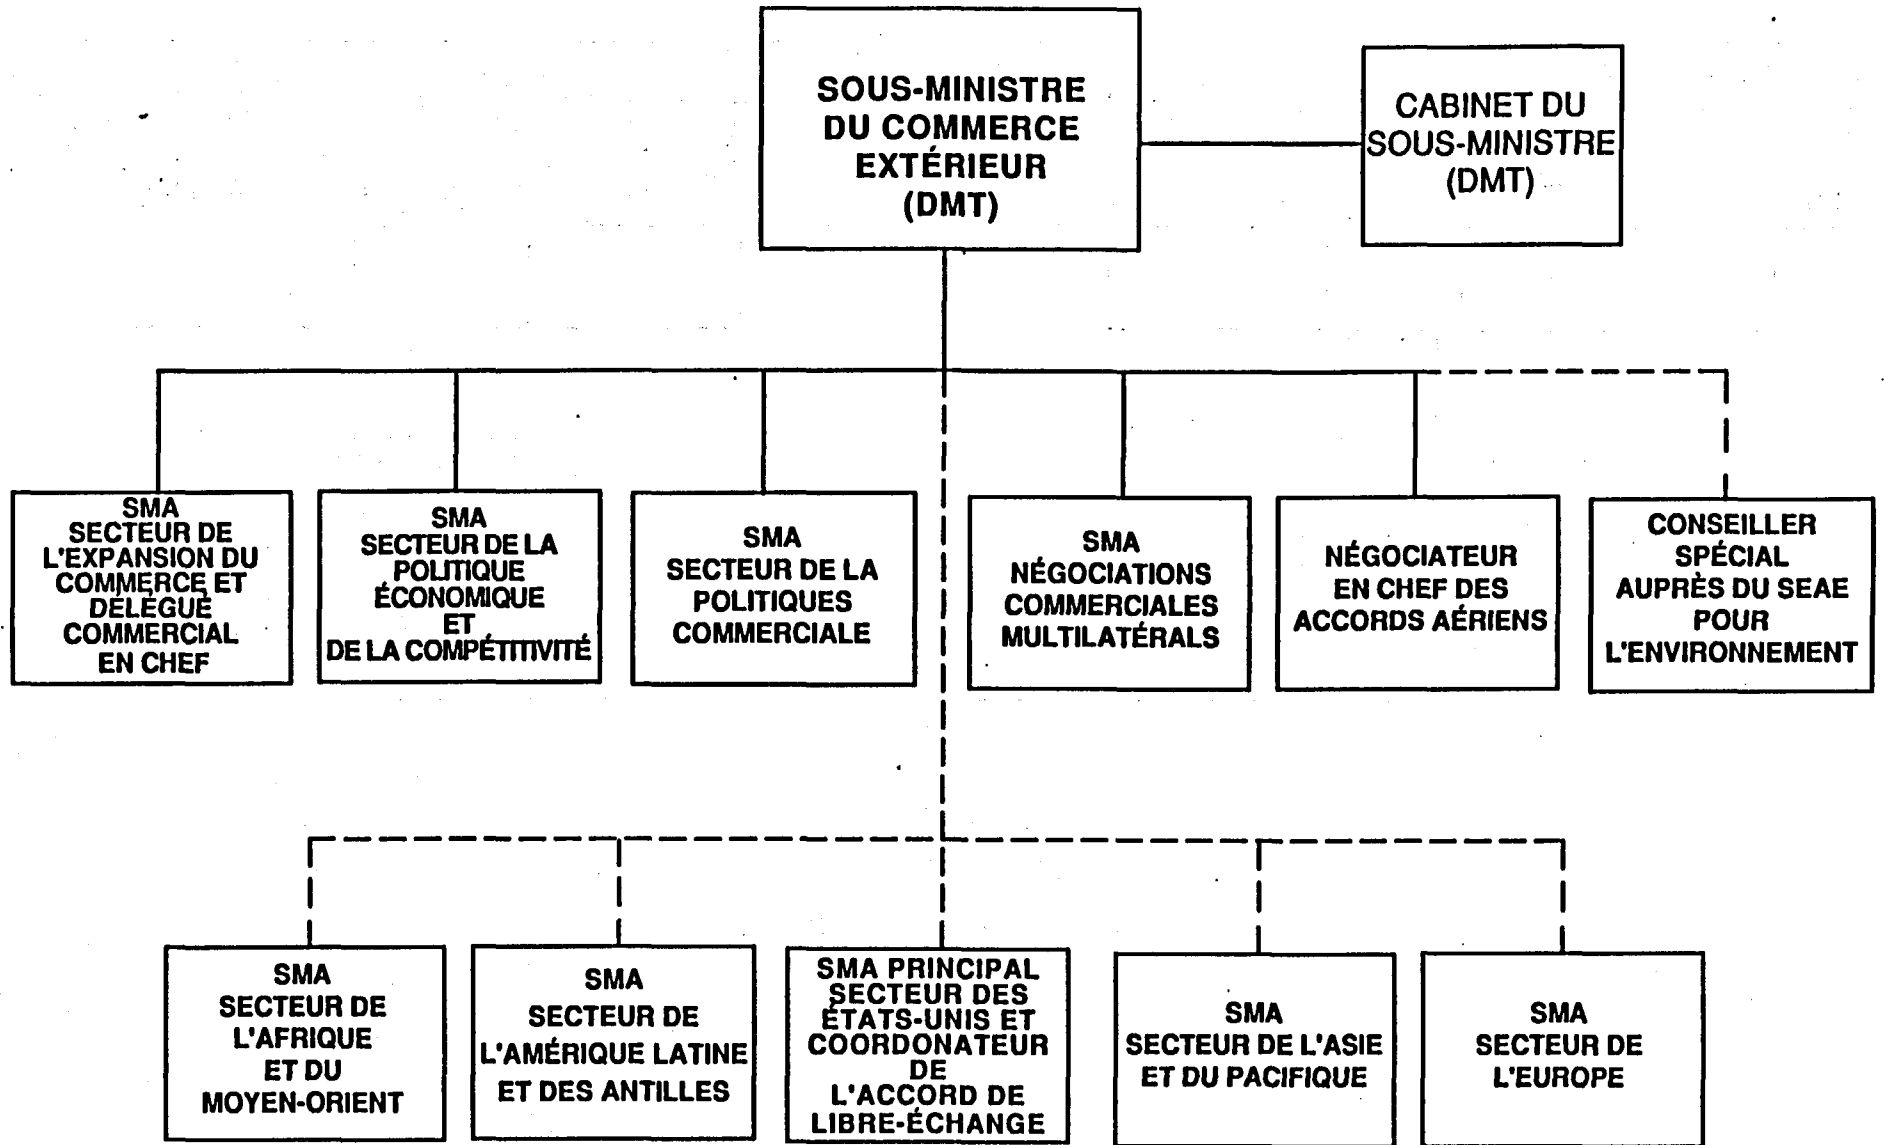 SOUS-MINISTRE
DU COMMERCE
EXTÉRIEUR
(DMT)
CABINET DU
SOUS-MINISTRE
(DMT)
SMA
SECTEUR DE
L'EXPANSION DU
COMMERCE ET
DÉLÉGUÉ
COMMERCIAL
EN CHEF
SMA
SECTEUR DE LA
POLITIQUE
ÉCONOMIQUE
ET
DE LA COMPÉTITIVITÉ
SMA
SECTEUR DE LA
POLITIQUES
COMMERCIALE
SMA
NÉGOCIATIONS
COMMERCIALES
MULTILATÉRALS
NÉGOCIATEUR
EN CHEF DES
ACCORDS AÉRIENS
CONSEILLER
SPÉCIAL
AUPRÈS DU SEAE
POUR
L'ENVIRONNEMENT
SMA
SECTEUR DE
L'AFRIQUE
ET DU
MOYEN-ORIENT
SMA
SECTEUR DE
L'AMÉRIQUE LATINE
ET DES ANTILLES
SMA PRINCIPAL
SECTEUR DES
ÉTATS-UNIS ET
COORDONATEUR
DE
L'ACCORD DE
LIBRE-ÉCHANGE
SMA
SECTEUR DE L'ASIE
ET DU PACIFIQUE
SMA
SECTEUR DE
L'EUROPE